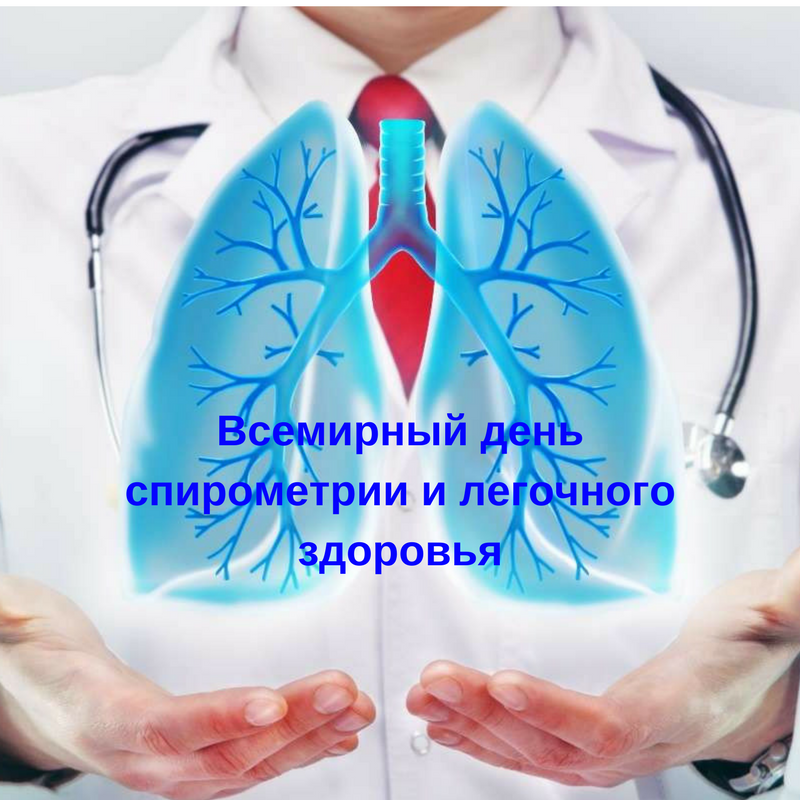 Всемирный день
спирометрии и легочного
здоровья